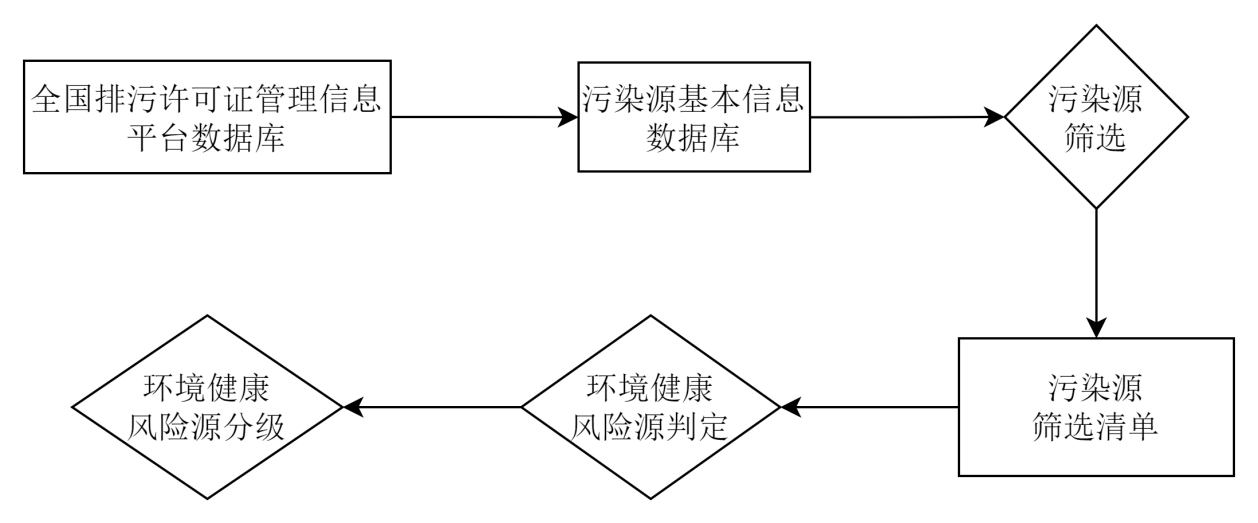 全国排污许可证管理信息
平台数据库
污染源基本信息
数据库
污染源
筛选
污染源
筛选清单
环境健康
风险源判定
环境健康
风险源分级